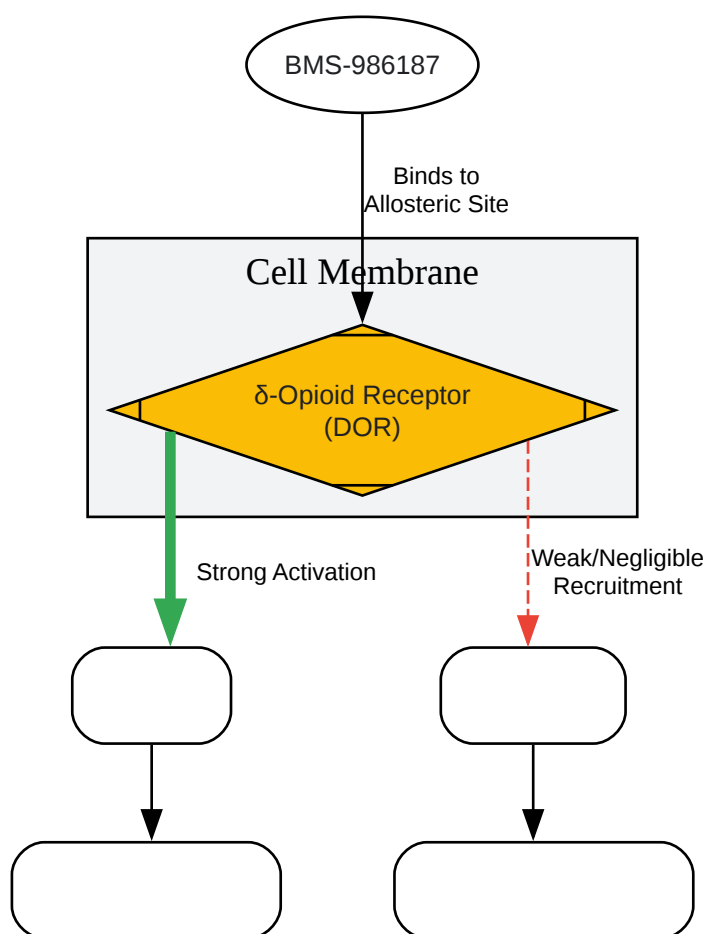 BMS-986187
Binds to
Allosteric Site
Cell Membrane
δ-Opioid Receptor
(DOR)
Strong Activation
Weak/Negligible
Recruitment